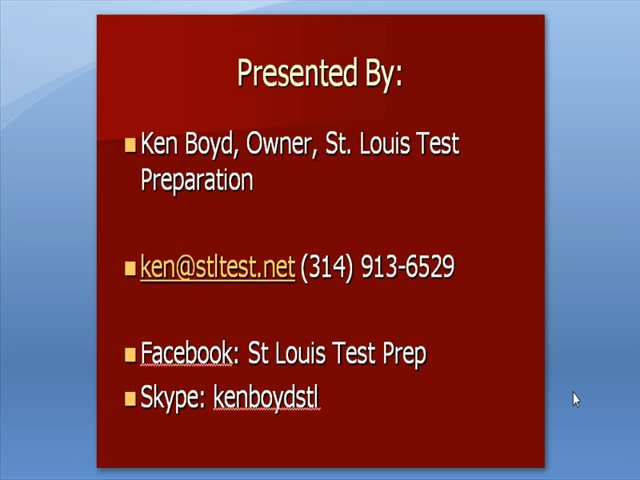 Presented By:
Ken Boyd, Owner, St. Louis Test
Preparation
ken@stltest.net (314) 913-6529
Facebook: St Louis Test Prep
Skype: kenboydstl